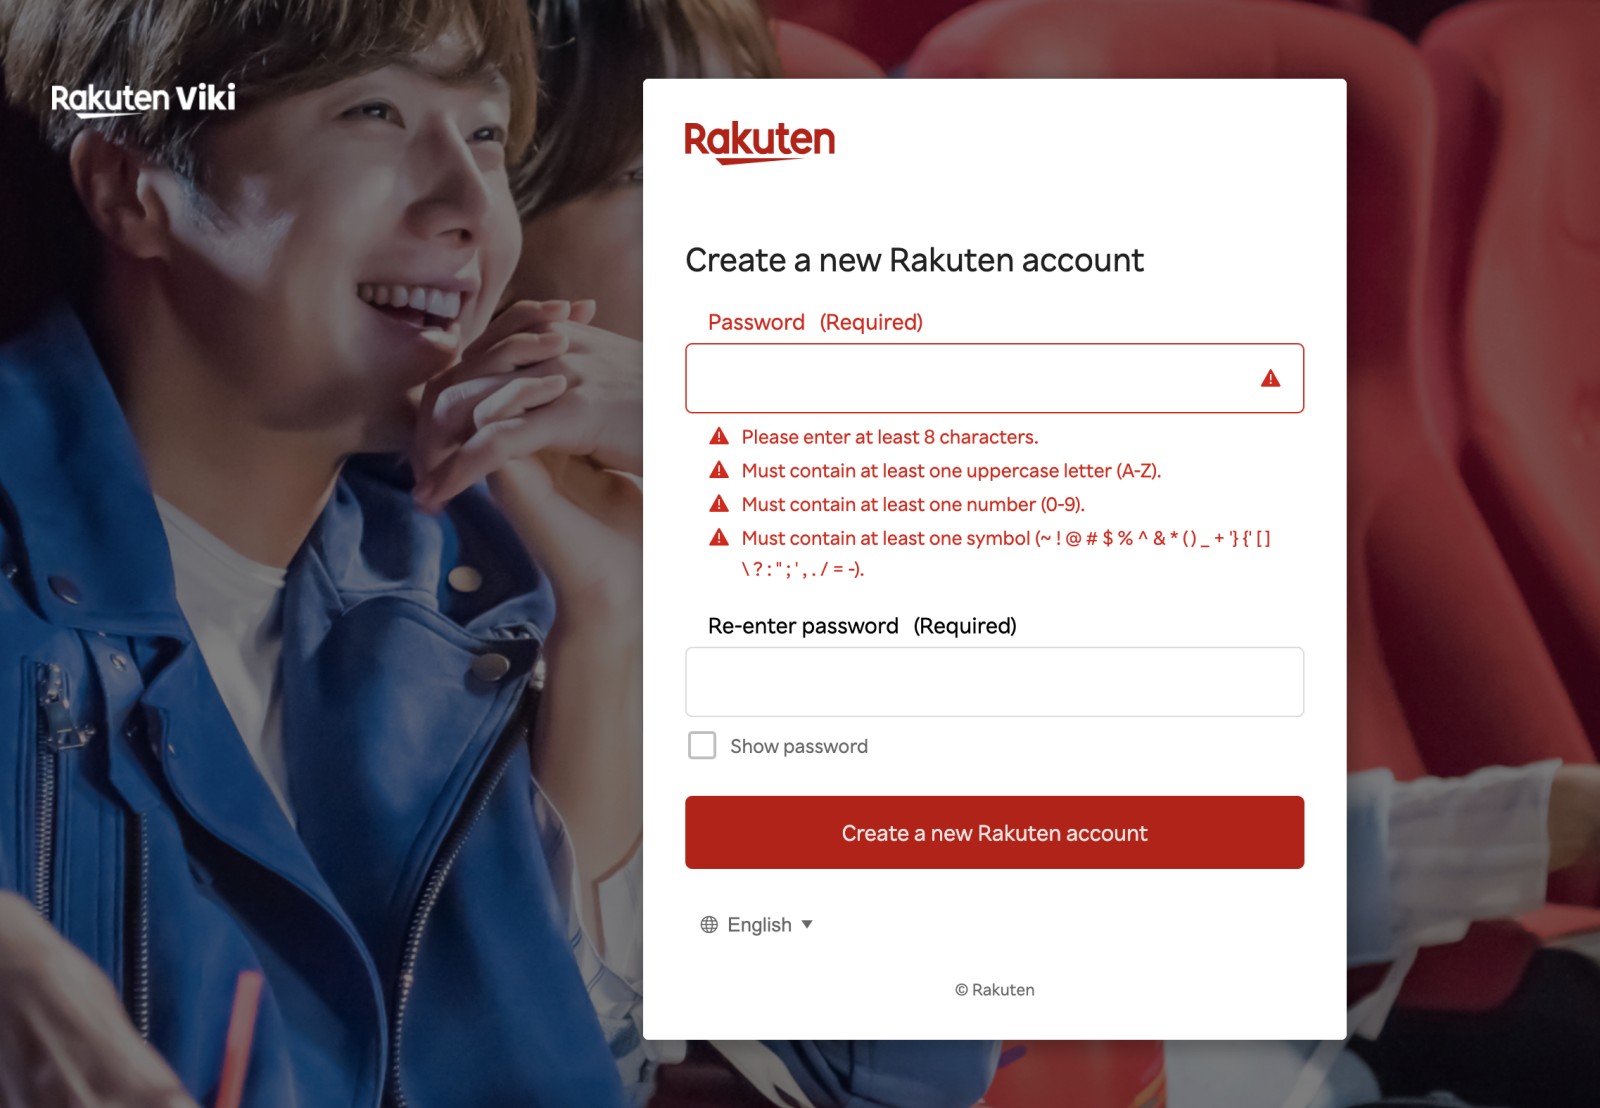 Rakuten Viki
Rakuten
Create a new Rakuten account
Password (Required)
Please enter at least 8 characters.
Must contain at least one uppercase letter (A-Z).
Must contain at least one number (0-9).
Must contain at least one symbol (~ ! @ # $ % ^ & * ( ) _ + '} {' [ ]
\ ? : " ; ' , . / = -).
Re-enter password (Required)
Show password
Create a new Rakuten account
English
© Rakuten